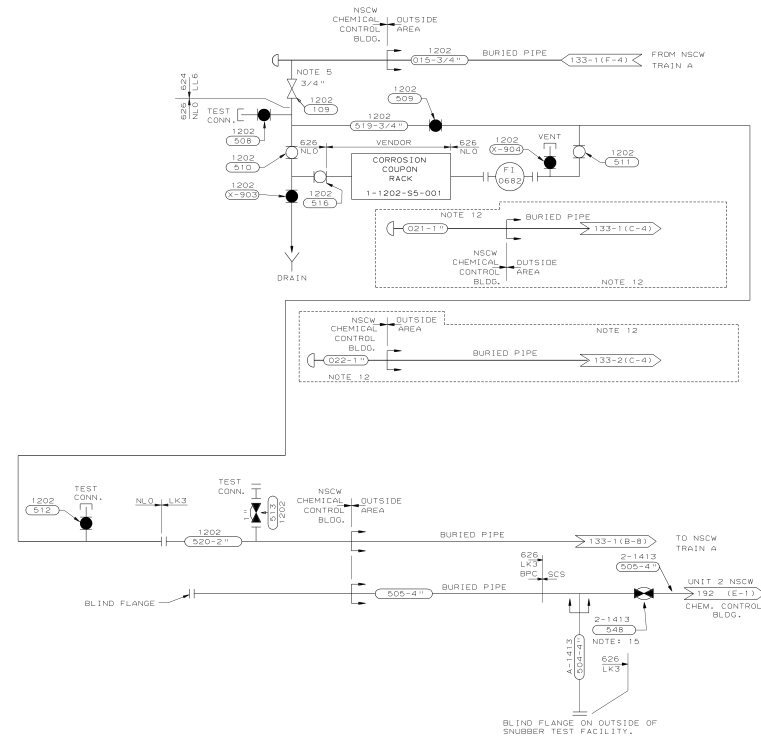 NSCW
CHEMICAL
CONTROL
BLDG.
OUTSIDE
AREA
1202
015-3/4"
BURIED PIPE
133-1(F-4)
FROM NSCW
TRAIN A
NOTE 5
3/4"
624
LL6
626
NL0
1202
109
TEST
CONN.
1202
508
1202
519-3/4"
1202
509
626
NL0
VENDOR
626
NL0
1202
X-904
VENT
1202
510
CORROSION
COUPON
RACK
1-1202-S5-001
FI
0682
1202
511
1202
X-903
1202
516
DRAIN
NOTE 12
021-1"
BURIED PIPE
133-1(C-4)
NSCW
CHEMICAL
CONTROL
BLDG.
OUTSIDE
AREA
NOTE 12
NSCW
CHEMICAL
CONTROL
BLDG.
OUTSIDE
AREA
NOTE 12
022-1"
BURIED PIPE
133-2(C-4)
NOTE 12
1202
512
TEST
CONN.
NL0
LK3
TEST
CONN.
1"
513
1202
NSCW
CHEMICAL
CONTROL
BLDG.
OUTSIDE
AREA
1202
520-2"
BURIED PIPE
133-1(B-8)
TO NSCW
TRAIN A
626
LK3
BPC
SCS
2-1413
505-4"
BLIND FLANGE
505-4"
BURIED PIPE
UNIT 2 NSCW
192 (E-1)
CHEM. CONTROL
BLDG.
2-1413
548
NOTE: 15
A-1413
504-4"
626
LK3
BLIND FLANGE ON OUTSIDE OF
SNUBBER TEST FACILITY.